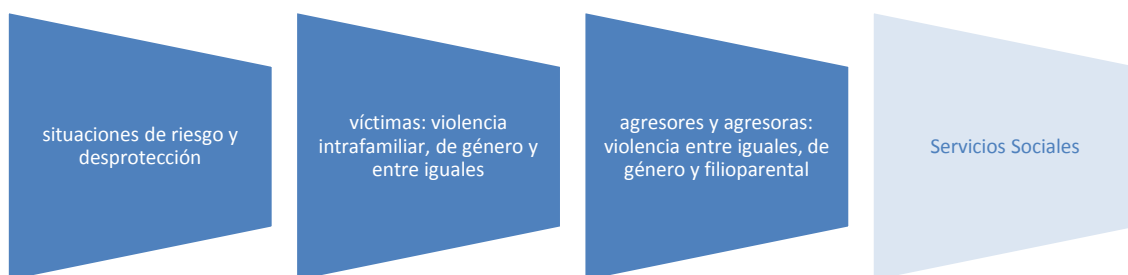 situaciones de riesgo y
desprotección
víctimas: violencia
intrafamiliar, de género y
entre iguales
agresores y agresoras:
violencia entre iguales, de
género y filioparental
Servicios Sociales